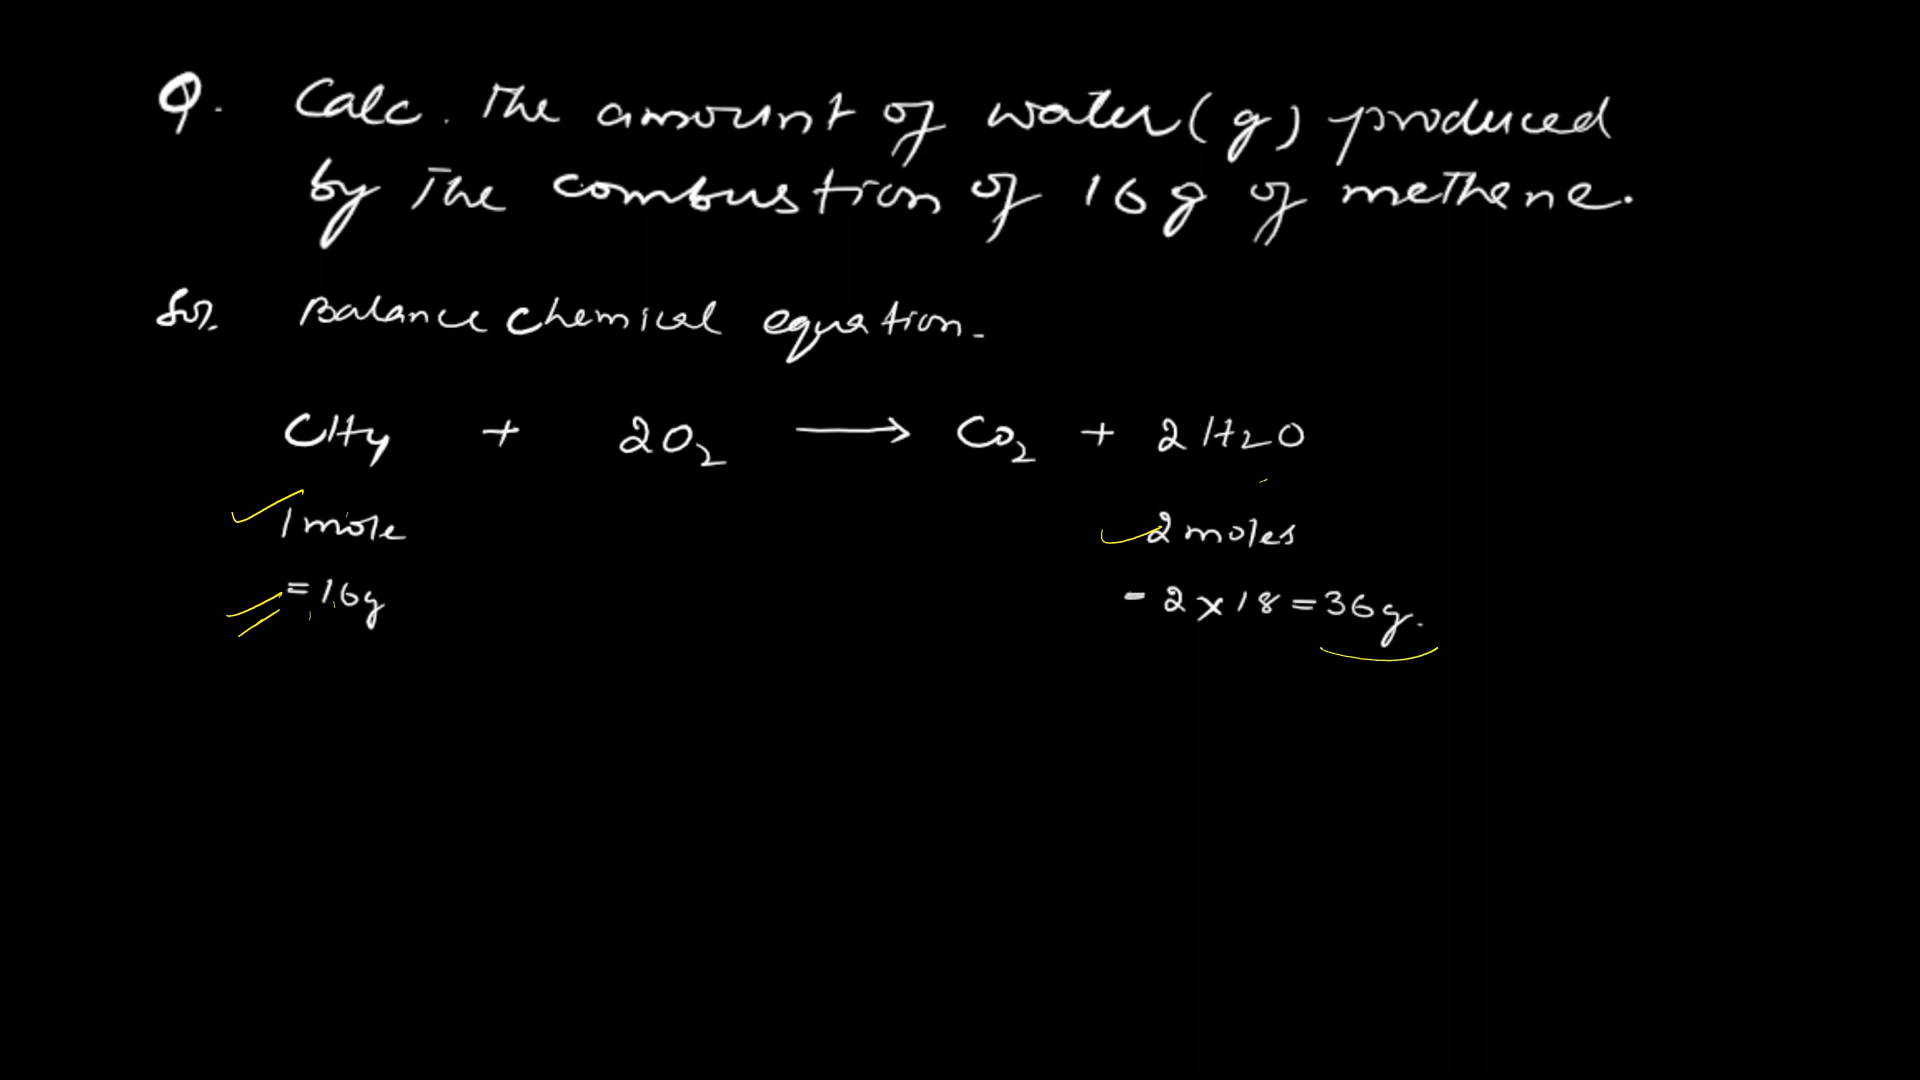 Q. Calc. The amount of water (g) produced
by The combustion of 16 g of methene.
Sol. Balance chemical equation.
CH4 + 2O2 → CO2 + 2H2O
1 mole 2 moles
= 16g = 2 × 18 = 36g.